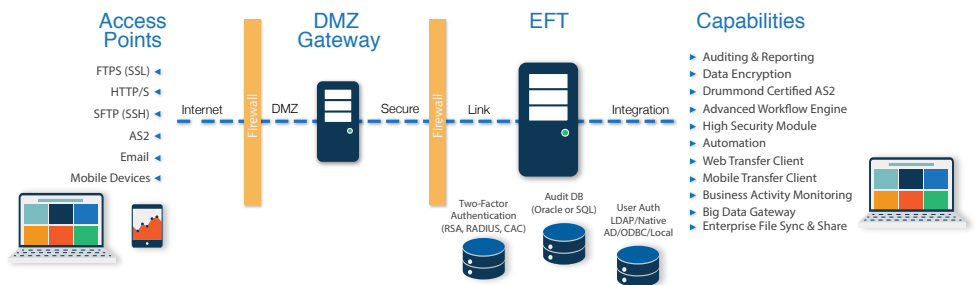 Access
Points
FTPS (SSL)
HTTP/S
SFTP (SSH)
AS2
Email
Mobile Devices
Internet
Firewall
DMZ
Gateway
DMZ
Secure
Firewall
EFT
Link
Integration
Two-Factor
Authentication
(RSA, RADIUS, CAC)
Audit DB
(Oracle or SQL)
User Auth
LDAP/Native
AD/ODBC/Local
Capabilities
Auditing & Reporting
Data Encryption
Drummond Certified AS2
Advanced Workflow Engine
High Security Module
Automation
Web Transfer Client
Mobile Transfer Client
Business Activity Monitoring
Big Data Gateway
Enterprise File Sync & Share